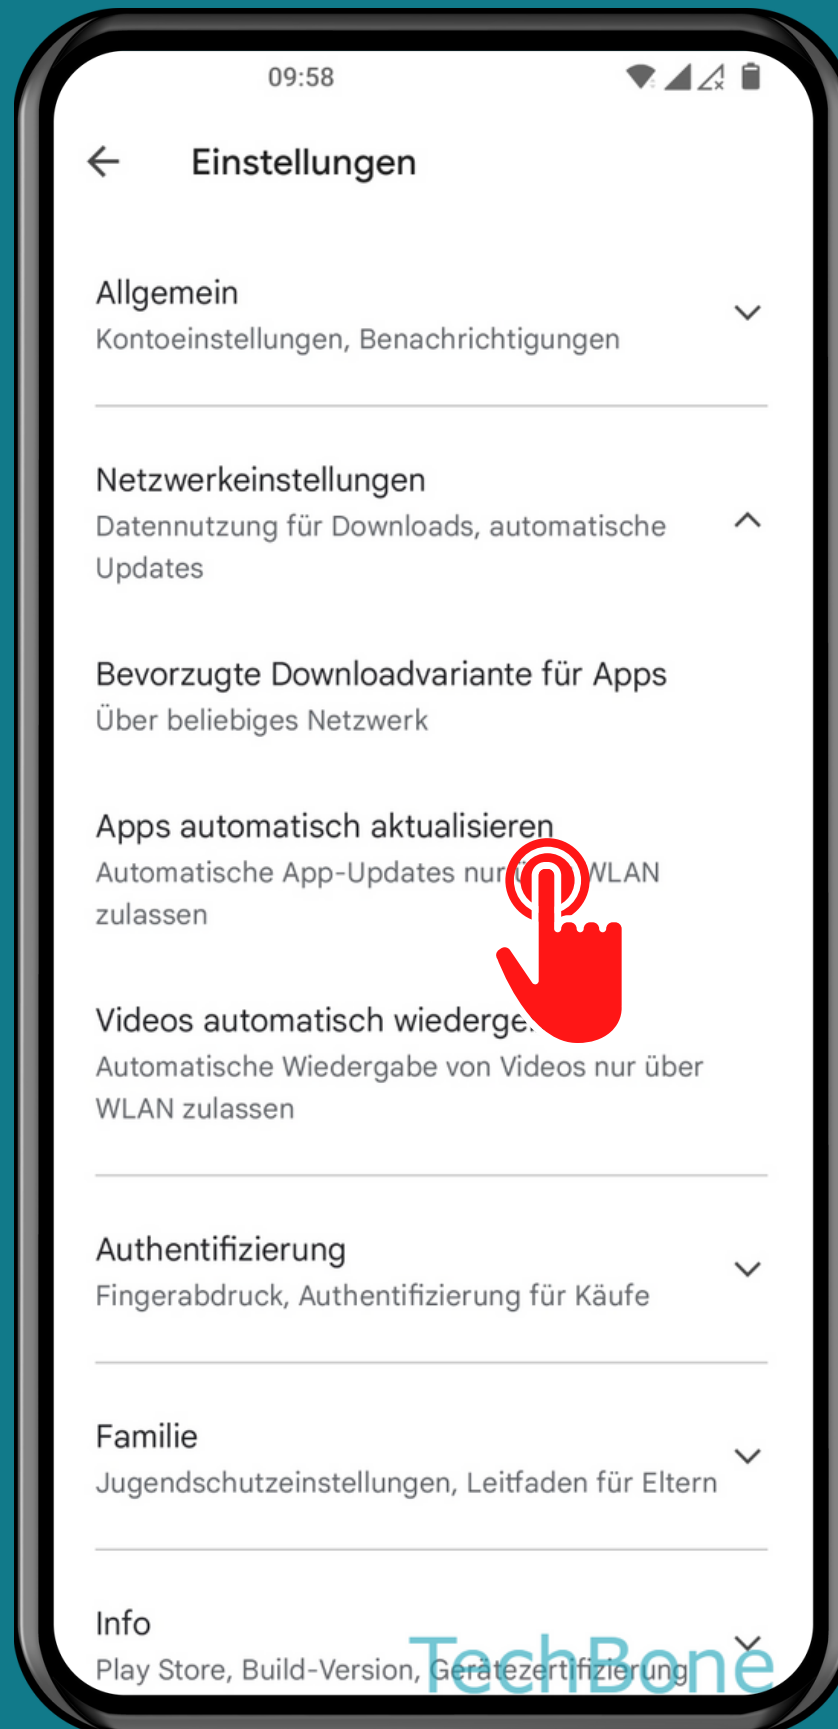 09:58
Einstellungen
Allgemein
Kontoeinstellungen, Benachrichtigungen
Netzwerkeinstellungen
Datennutzung für Downloads, automatische
Updates
Bevorzugte Downloadvariante für Apps
Über beliebiges Netzwerk
Apps automatisch aktualisieren
Automatische App-Updates nur WLAN
zulassen
Videos automatisch
Automatische Wiedergabe von Videos nur über
WLAN zulassen
Authentifizierung
Fingerabdruck, Authentifizierung für Käufe
Familie
Jugendschutzeinstellungen, Leitfaden für Eltern
Info
Play Store, Build-Version, Gerätezertifizierung
TechBone